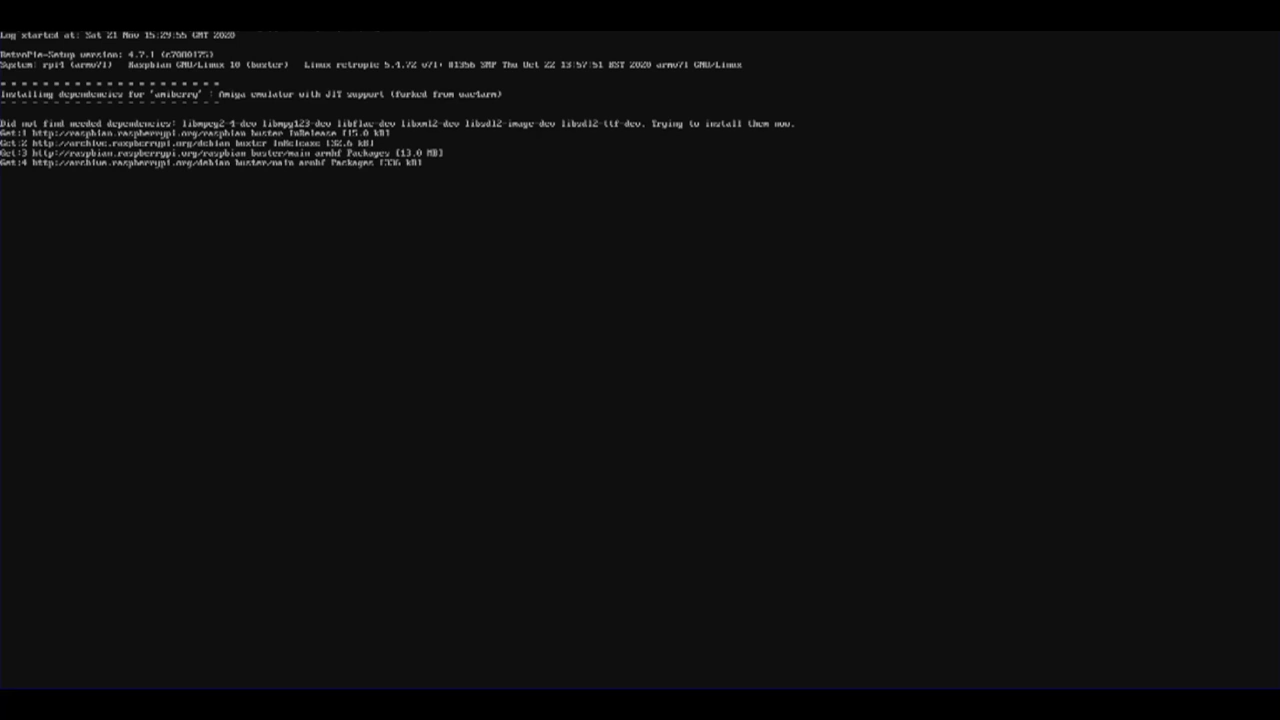 Log started at: Sat 21 Nov 15:29:55 GMT 2020
RetroPie-Setup version: 4.7.1 (c7000175)
System: rpi4 (armv7l) Raspbian GNU/Linux 10 (buster) Linux retropie 5.4.72-v7l+ #1356 SMP Thu Oct 22 13:57:51 BST 2020 armv7l GNU/Linux
= = = = = = = = = = = = = = = = = = = = =
Installing dependencies for 'amiberry' : Amiga emulator with JIT support (forked from uae4arm)
= = = = = = = = = = = = = = = = = = = = =
Did not find needed dependencies: libmpeg2-4-dev libmpg123-dev libflac-dev libxml2-dev libsdl2-image-dev libsdl2-ttf-dev. Trying to install them now.
Get:1 http://raspbian.raspberrypi.org/raspbian buster InRelease [15.0 kB]
Get:2 http://archive.raspberrypi.org/debian buster InRelease [32.6 kB]
Get:3 http://raspbian.raspberrypi.org/raspbian buster/main armhf Packages [13.0 MB]
Get:4 http://archive.raspberrypi.org/debian buster/main armhf Packages [336 kB]